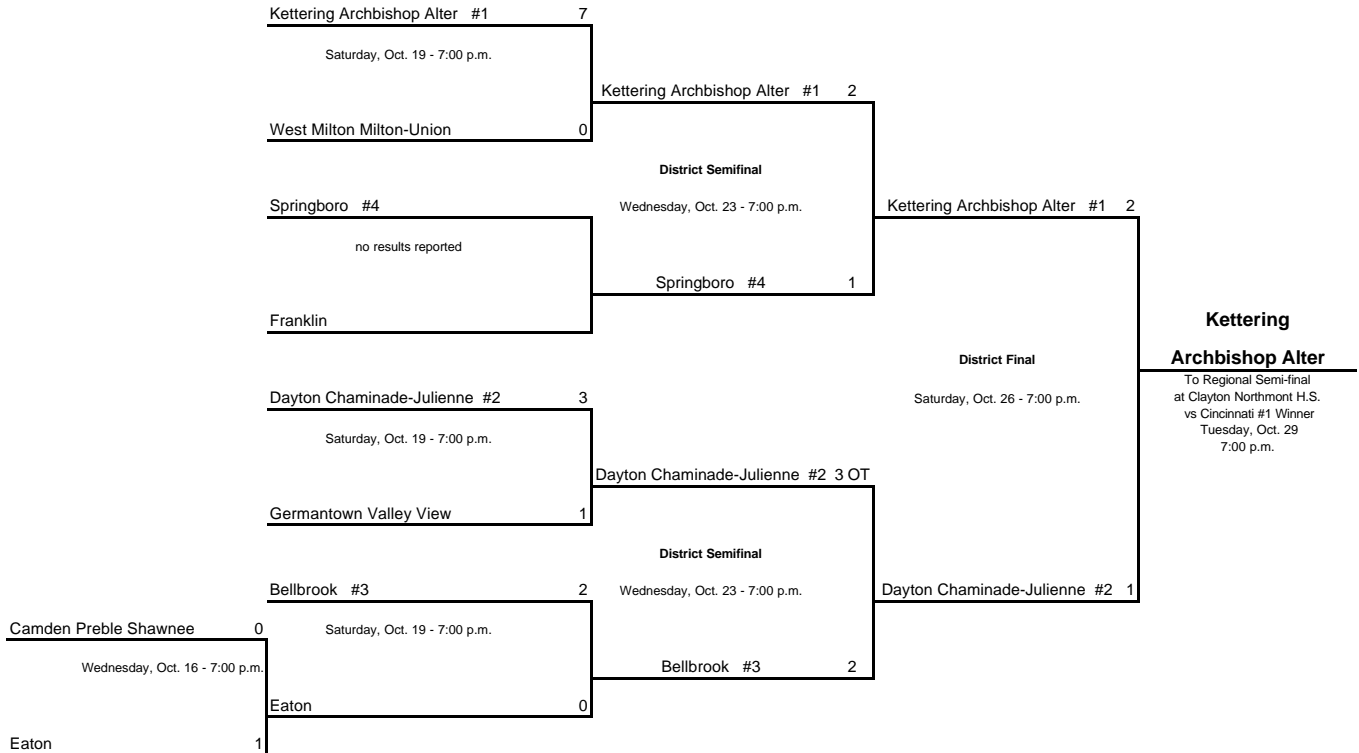 Kettering Archbishop Alter #1 7
Saturday, Oct. 19 - 7:00 p.m.
Kettering Archbishop Alter #1 2
West Milton Milton-Union 0
District Semifinal
Springboro #4
Wednesday, Oct. 23 - 7:00 p.m.
Kettering Archbishop Alter #1 2
no results reported
Springboro #4 1
Franklin
Kettering
Archbishop Alter
District Final
To Regional Semi-final
at Clayton Northmont H.S.
vs Cincinnati #1 Winner
Tuesday, Oct. 29
7:00 p.m.
Dayton Chaminade-Julienne #2 3
Saturday, Oct. 26 - 7:00 p.m.
Saturday, Oct. 19 - 7:00 p.m.
Dayton Chaminade-Julienne #2 3 OT
Germantown Valley View 1
District Semifinal
Bellbrook #3 2
Wednesday, Oct. 23 - 7:00 p.m.
Dayton Chaminade-Julienne #2 1
Camden Preble Shawnee 0
Saturday, Oct. 19 - 7:00 p.m.
Wednesday, Oct. 16 - 7:00 p.m.
Bellbrook #3 2
Eaton 0
Eaton 1